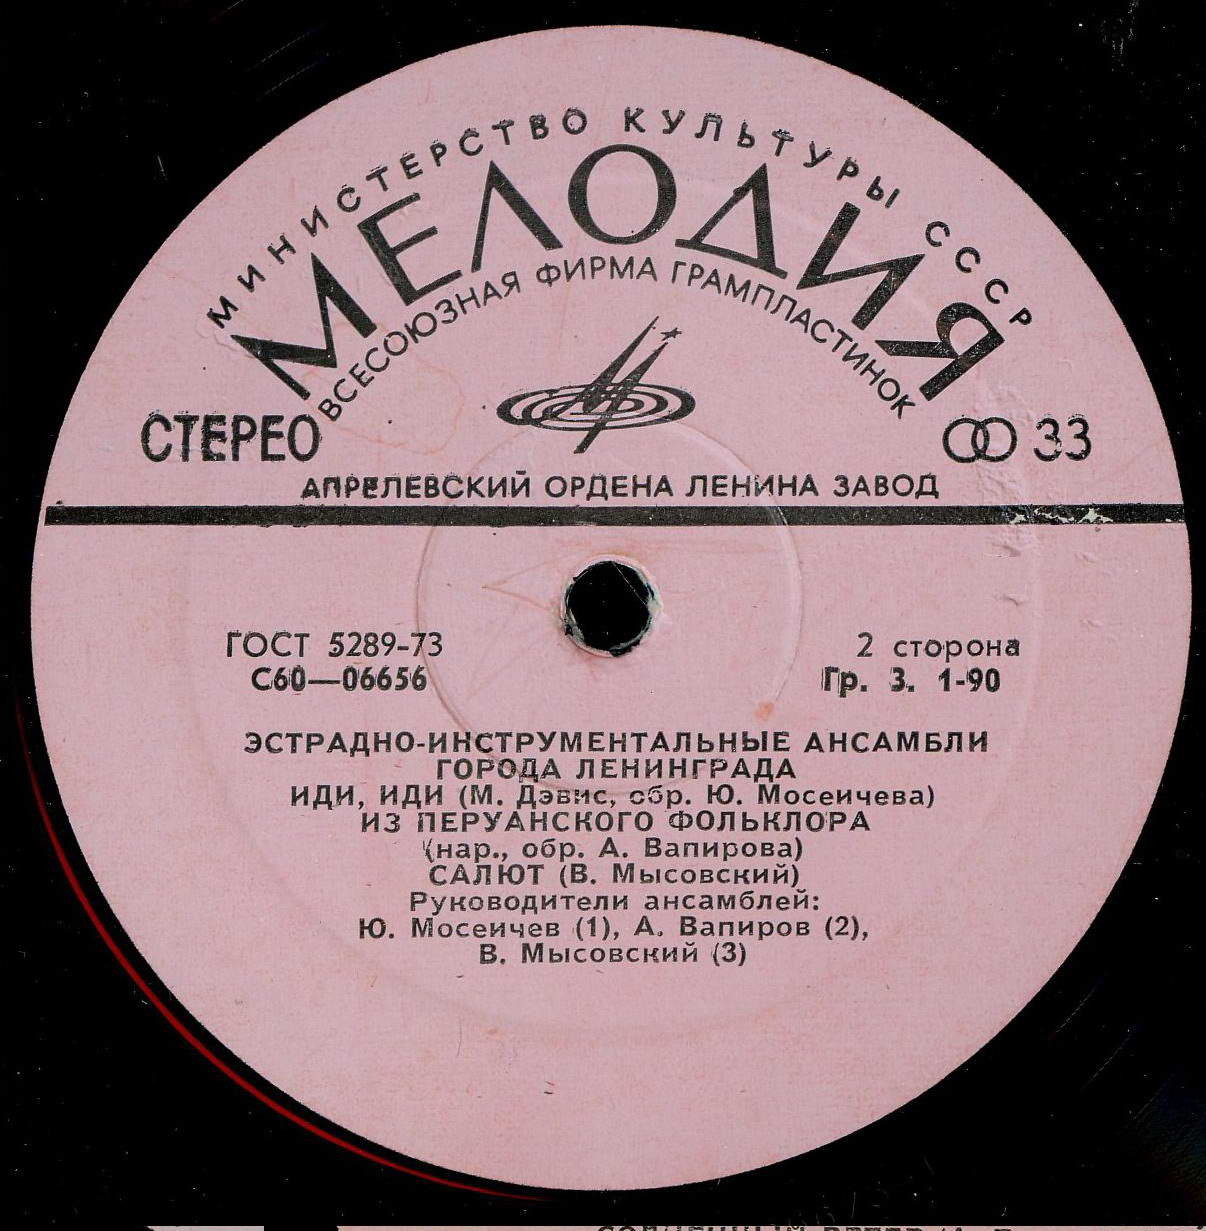 МИНИСТЕРСТВО КУЛЬТУРЫ СССР
МЕЛОДИЯ
ВСЕСОЮЗНАЯ ФИРМА ГРАМПЛАСТИНОК
СТЕРЕО
33
АПРЕЛЕВСКИЙ ОРДЕНА ЛЕНИНА ЗАВОД
ГОСТ 5289-73
2 сторона
С60—06656
Гр. 3. 1-90
ЭСТРАДНО-ИНСТРУМЕНТАЛЬНЫЕ АНСАМБЛИ
ГОРОДА ЛЕНИНГРАДА
ИДИ, ИДИ (М. Дэвис, обр. Ю. Мосеичева)
ИЗ ПЕРУАНСКОГО ФОЛЬКЛОРА
(нар., обр. А. Вапирова)
САЛЮТ (В. Мысовский)
Руководители ансамблей:
Ю. Мосеичев (1), А. Вапиров (2),
В. Мысовский (3)